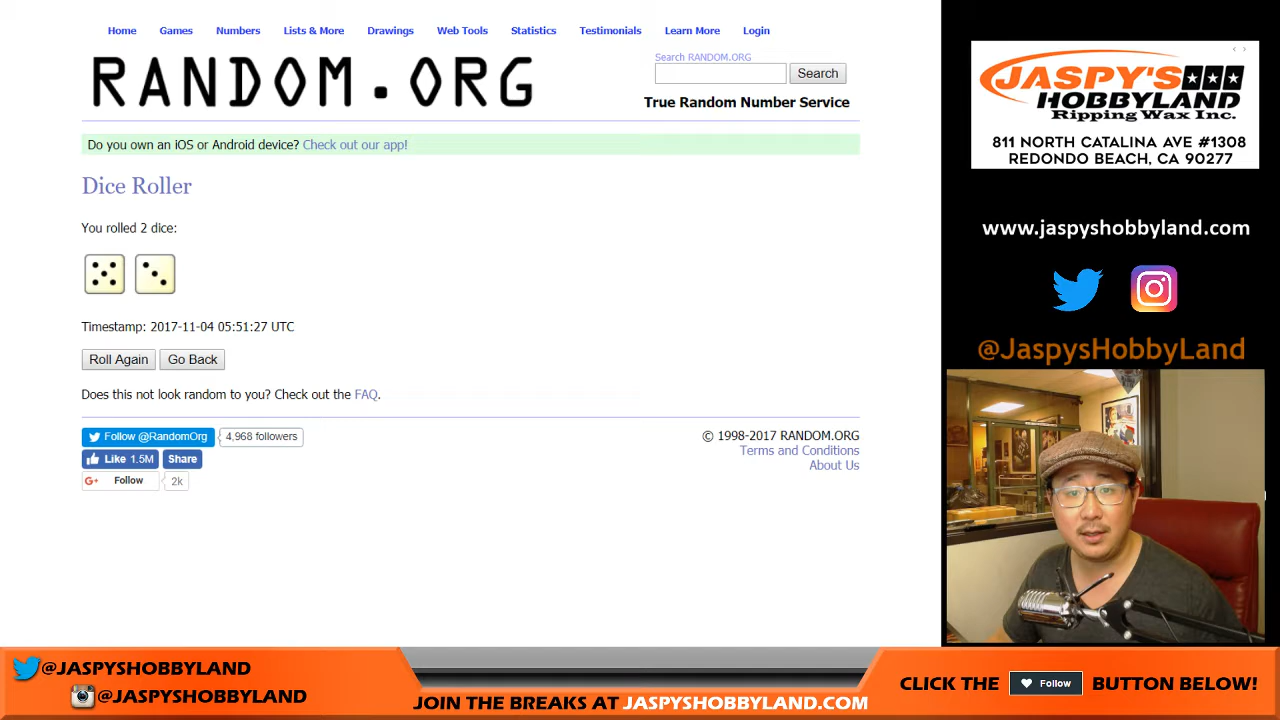 Home Games Numbers Lists & More Drawings Web Tools Statistics Testimonials Learn More Login
RANDOM.ORG
Search RANDOM.ORG
Search
True Random Number Service
Do you own an iOS or Android device? Check out our app!
Dice Roller
You rolled 2 dice:
Timestamp: 2017-11-04 05:51:27 UTC
Roll Again Go Back
Does this not look random to you? Check out the FAQ.
Follow @RandomOrg 4,968 followers
Like 1.5M Share
G+ Follow 2k
© 1998-2017 RANDOM.ORG
Terms and Conditions
About Us
JASPY'S
HOBBYLAND
Ripping Wax Inc.
811 NORTH CATALINA AVE #1308
REDONDO BEACH, CA 90277
www.jaspyshobbyland.com
@JaspysHobbyLand
@JASPYSHOBBYLAND
@JASPYSHOBBYLAND
JOIN THE BREAKS AT JASPYSHOBBYLAND.COM
CLICK THE Follow BUTTON BELOW!